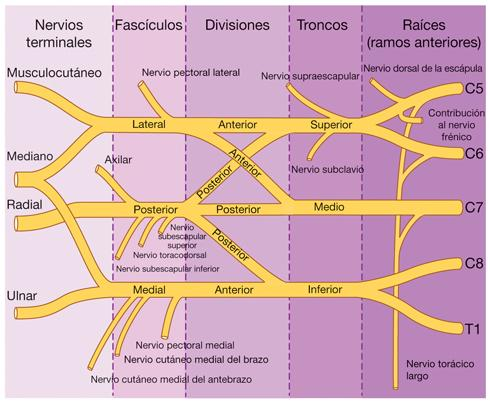 Nervios
terminales
Fascículos
Divisiones
Troncos
Raíces
(ramos anteriores)
Musculocutáneo
Nervio pectoral lateral
Nervio supraescapular
Nervio dorsal de la escápula
C5
Contribución
al nervio
frénico
Lateral
Anterior
Superior
C6
Mediano
Axilar
Anterior
Posterior
Nervio subclavio
Radial
Posterior
Posterior
Medio
C7
Nervio
subescapular
superior
Nervio toracodorsal
Nervio subescapular inferior
Posterior
C8
Ulnar
Medial
Anterior
Inferior
T1
Nervio pectoral medial
Nervio cutáneo medial del brazo
Nervio cutáneo medial del antebrazo
Nervio torácico
largo